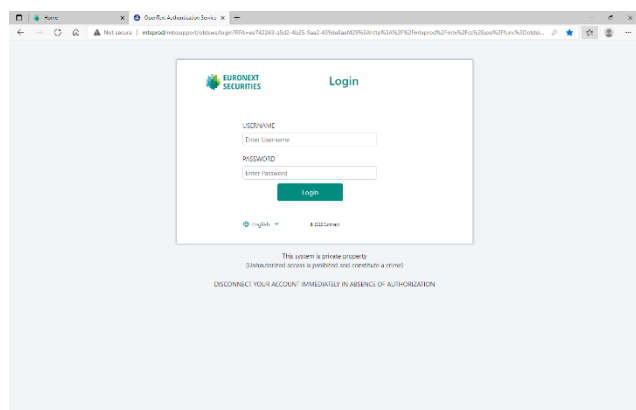 Home
OpenText Authentication Service
Not secure
EURONEXT
SECURITIES
Login
USERNAME
Enter Username
PASSWORD
Enter Password
Login
English
This system is private property
(Unhautorized access is prohibited and constitute a crime)
DISCONNECT YOUR ACCOUNT IMMEDIATELY IN ABSENCE OF AUTHORIZATION